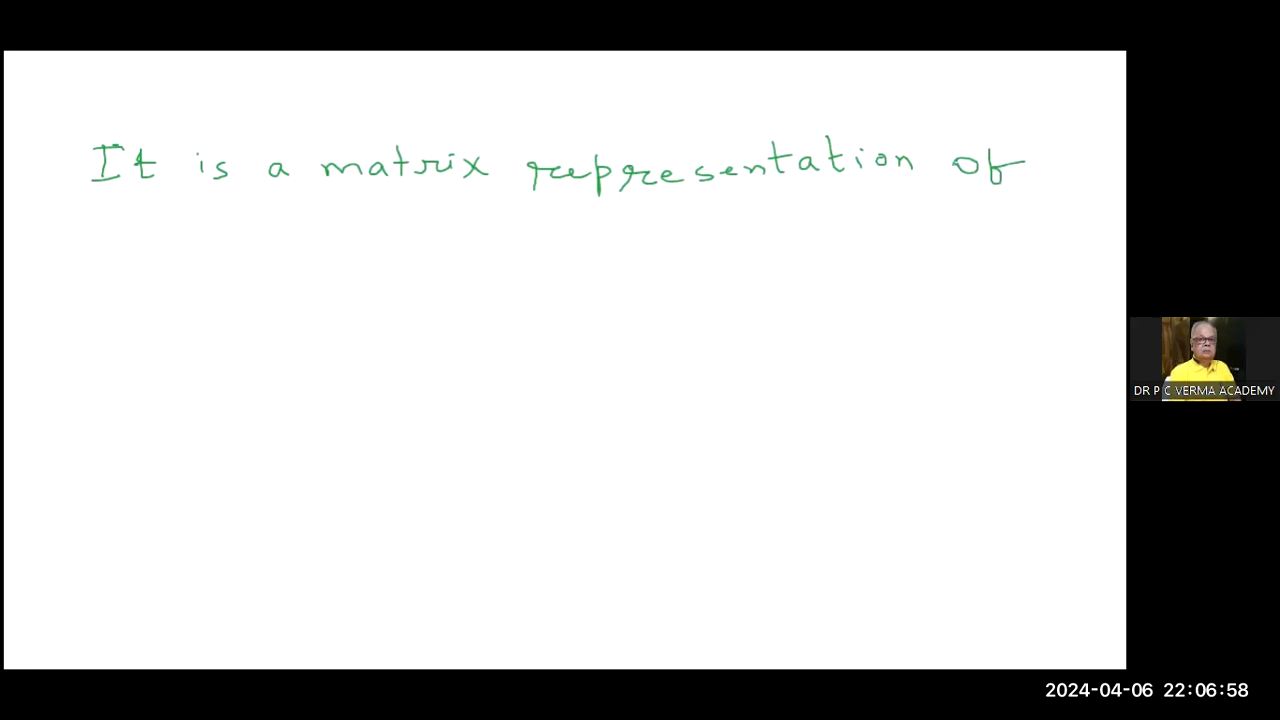 It is a matrix representation of
DR P C VERMA ACADEMY
2024-04-06 22:06:58